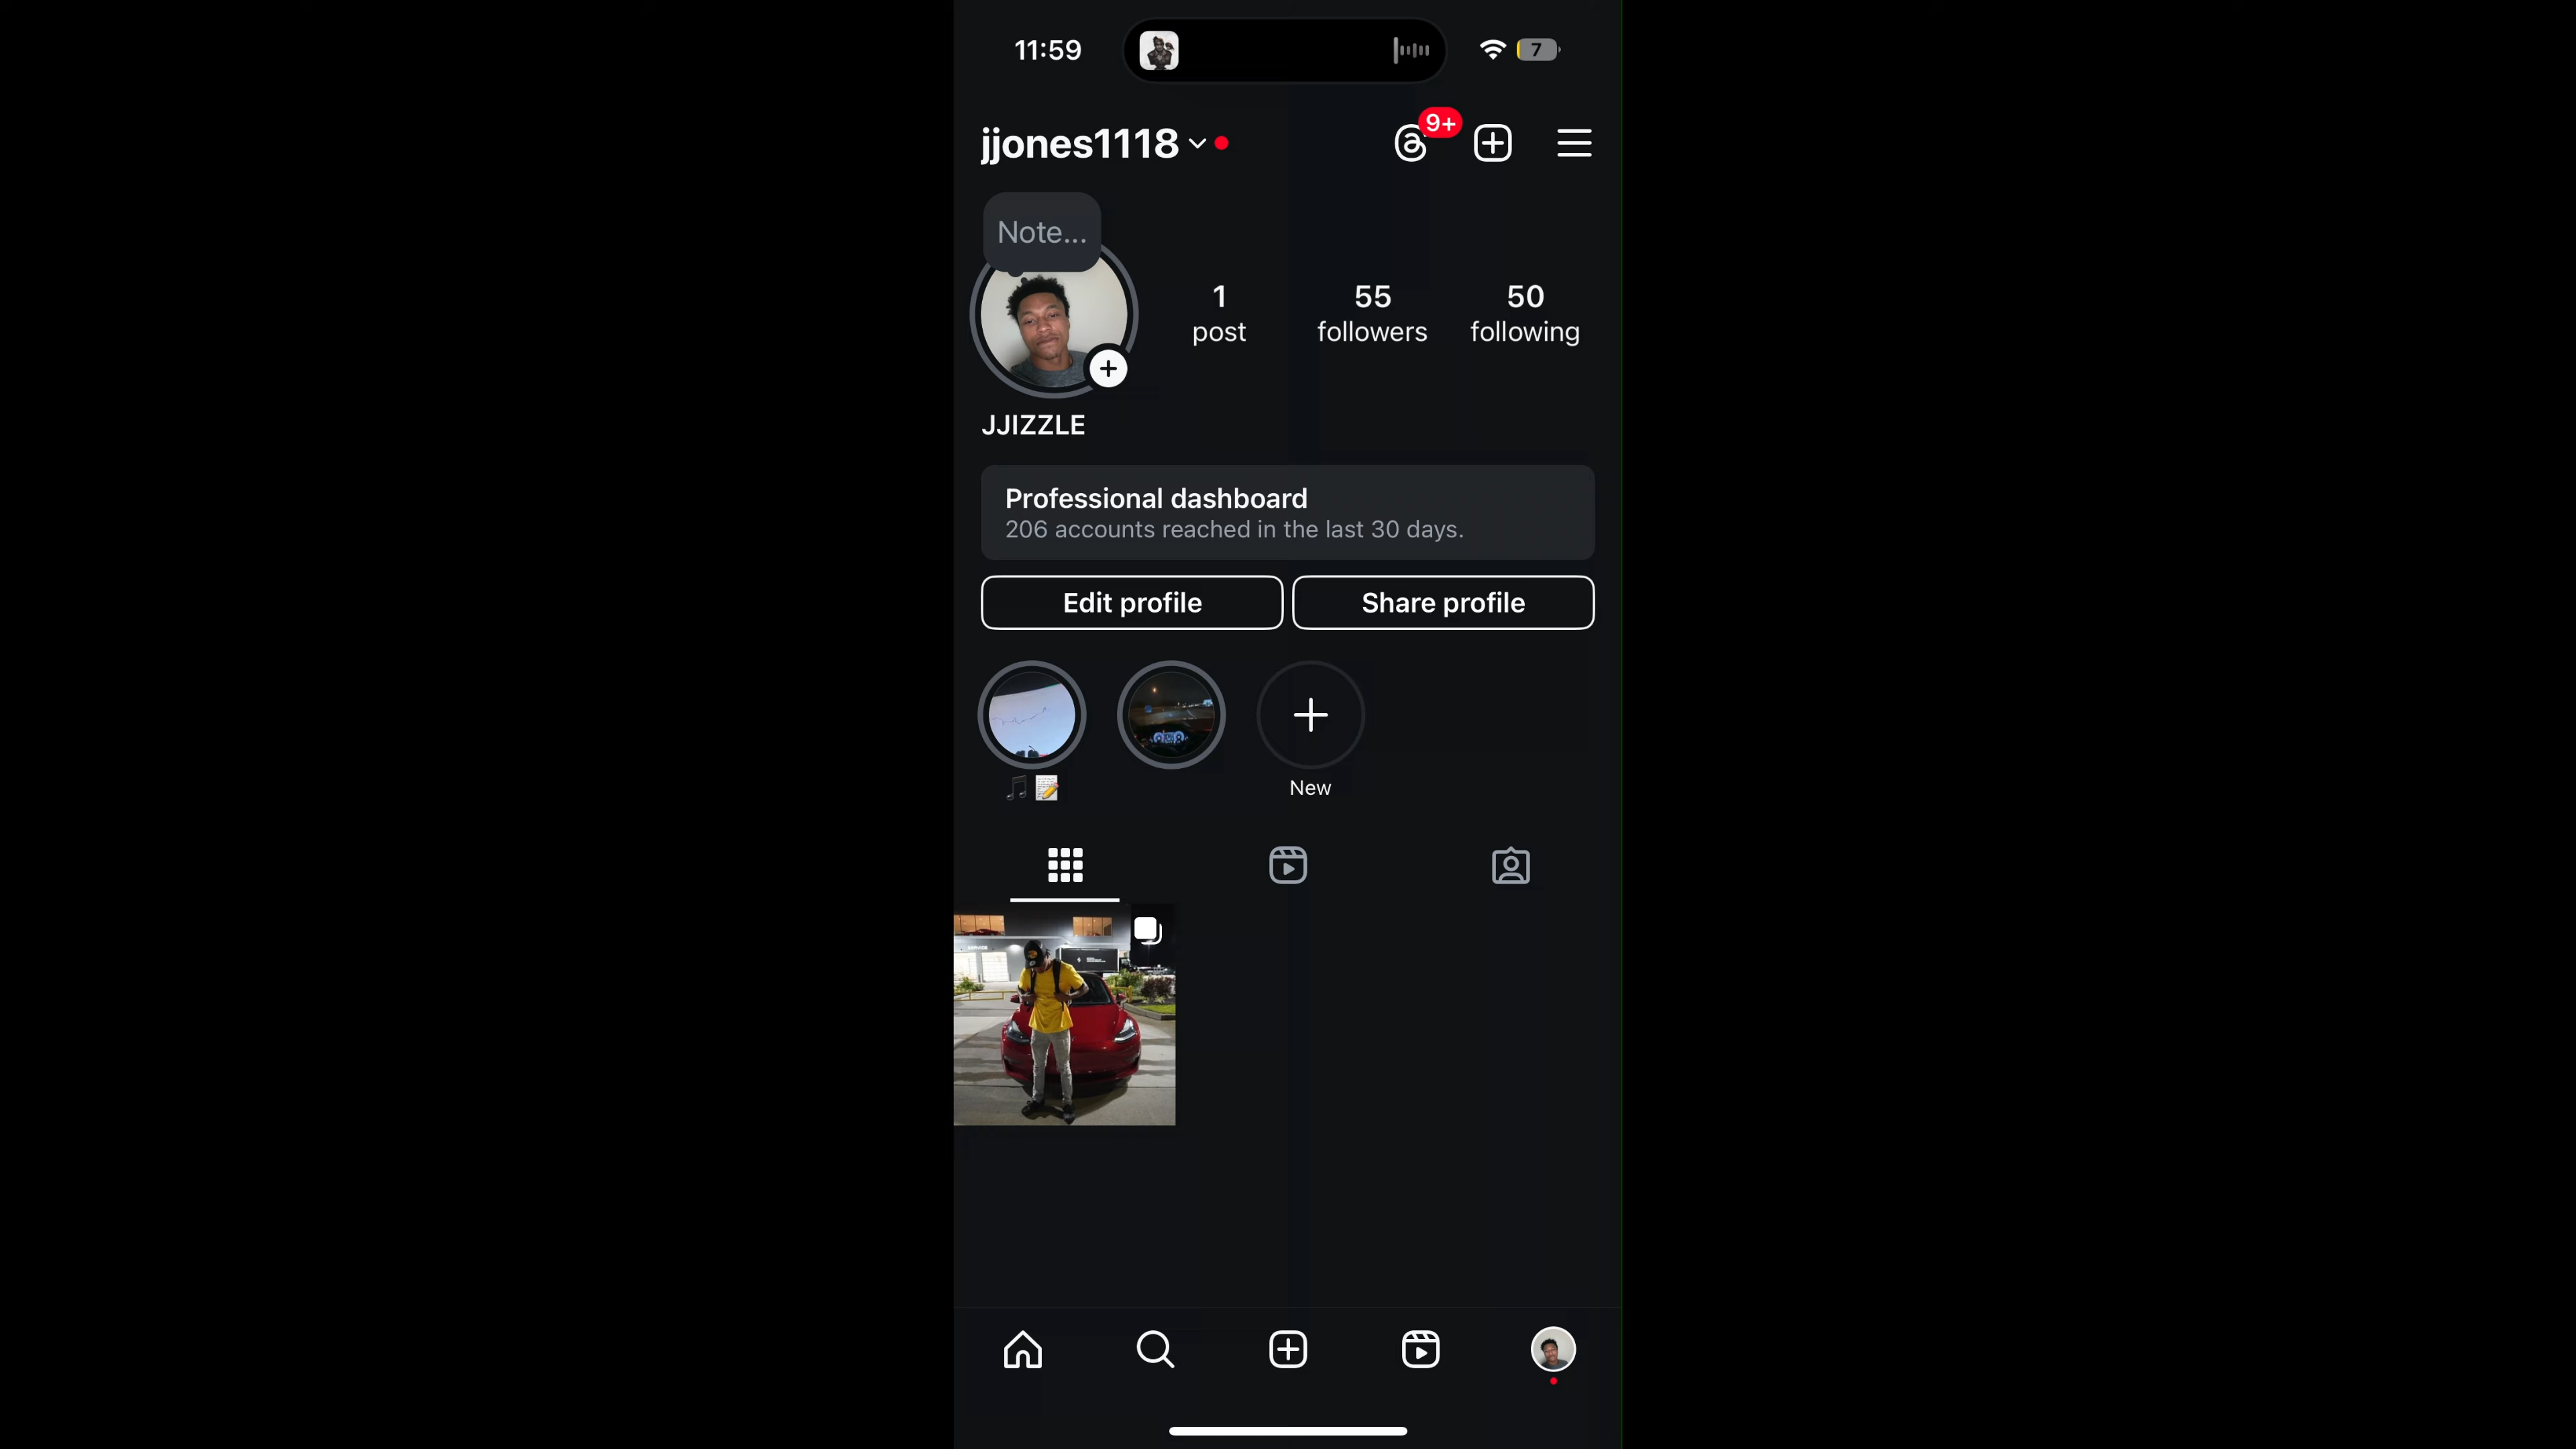 11:59
7
jjones1118
9+
Note...
1 55 50
post followers following
JJIZZLE
Professional dashboard
206 accounts reached in the last 30 days.
Edit profile Share profile
🎵📝
New